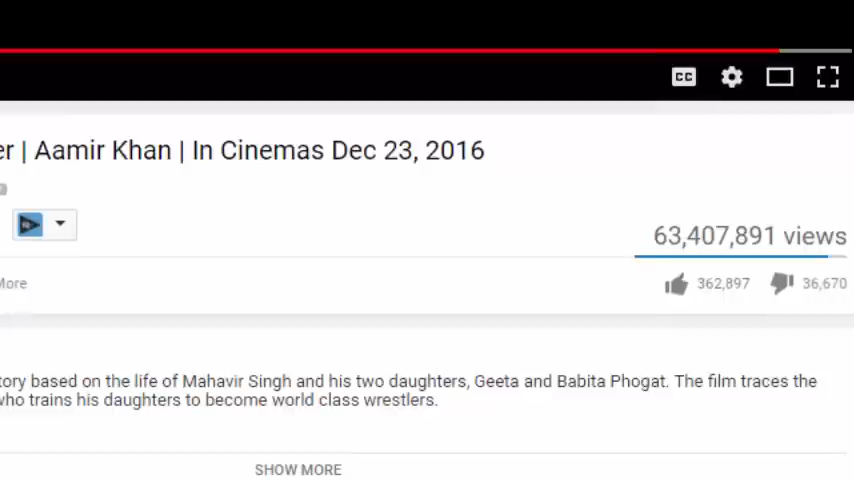 CC
er | Aamir Khan | In Cinemas Dec 23, 2016
63,407,891 views
More
362,897 36,670
tory based on the life of Mahavir Singh and his two daughters, Geeta and Babita Phogat. The film traces the
who trains his daughters to become world class wrestlers.
SHOW MORE